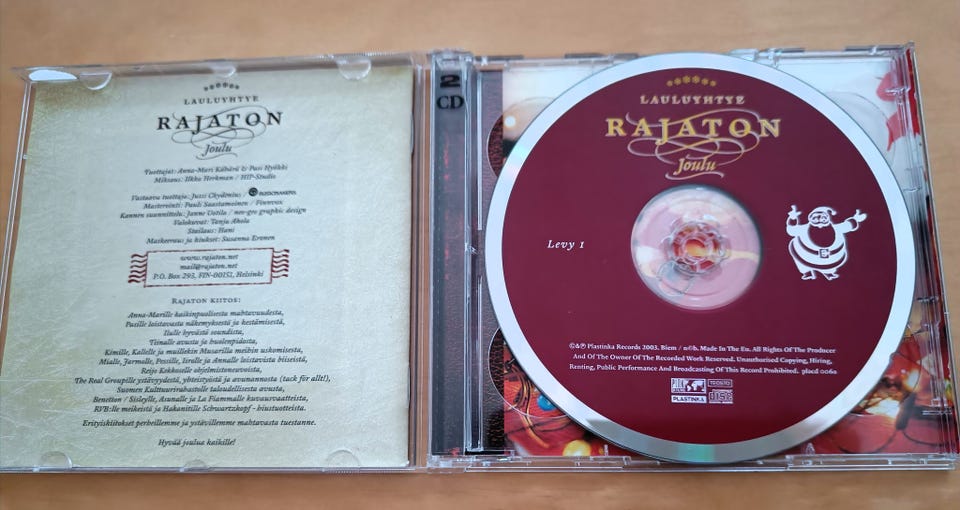 LAULUYHTYE
RAJATON
Joulu
Tuottajat: Anna-Mari Kähärä & Pasi Hyökki
Miksaus: Ilkku Herkman / HIP-Studio
Vastaava tuottaja: Jussi Chydenius /
Masterointi: Pauli Saastamoinen / Finnvox
Kannen suunnittelu: Janne Uotila / neo-geo graphic design
Valokuvat: Tanja Ahola
Stailaus: Hani
Maskeeraus ja hiukset: Susanna Eronen
www.rajaton.net
mail@rajaton.net
P.O. Box 293, FIN-00151, Helsinki
RAJATON KIITOS:
Anna-Marille kaikinpuolisesta mahtavuudesta,
Pasille loistavasta näkemyksestä ja kestämisestä,
Ilulle hyvästä soundista,
Tiinalle avusta ja huolenpidosta,
Kimille, Kallelle ja muillekin Musarilla meihin uskomisesta,
Mialle, Jarmolle, Pessille, Iirolle ja Annalle loistavista biiseistä,
Reijo Kekkoselle ohjelmistoneuvoista,
The Real Groupille ystävyydestä, yhteistyöstä ja avunannosta (tack för allt!),
Suomen Kulttuurirahastolle taloudellisesta avusta,
Benetton / Sisleylle, Asunalle ja La Fiammalle kuvausvaatteista,
RVB:lle meikeistä ja Hakanitille Schwartzkopf - hiustuotteista.
Erityiskiitokset perheillemme ja ystävillemme mahtavasta tuestanne.
Hyvää joulua kaikille!
2
CD
LAULUYHTYE
RAJATON
Joulu
Levy 1
©&℗ Plastinka Records 2003. Biem / n©b. Made In The Eu. All Rights Of The Producer
And Of The Owner Of The Recorded Work Reserved. Unauthorised Copying, Hiring,
Renting, Public Performance And Broadcasting Of This Record Prohibited. placd 0060
PLASTINKA